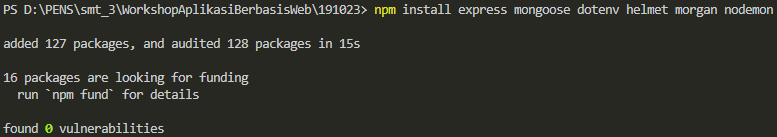 PS D:\PENS\smt_3\WorkshopAplikasiBerbasisWeb\191023> npm install express mongoose dotenv helmet morgan nodemon
added 127 packages, and audited 128 packages in 15s
16 packages are looking for funding
  run `npm fund` for details
found 0 vulnerabilities